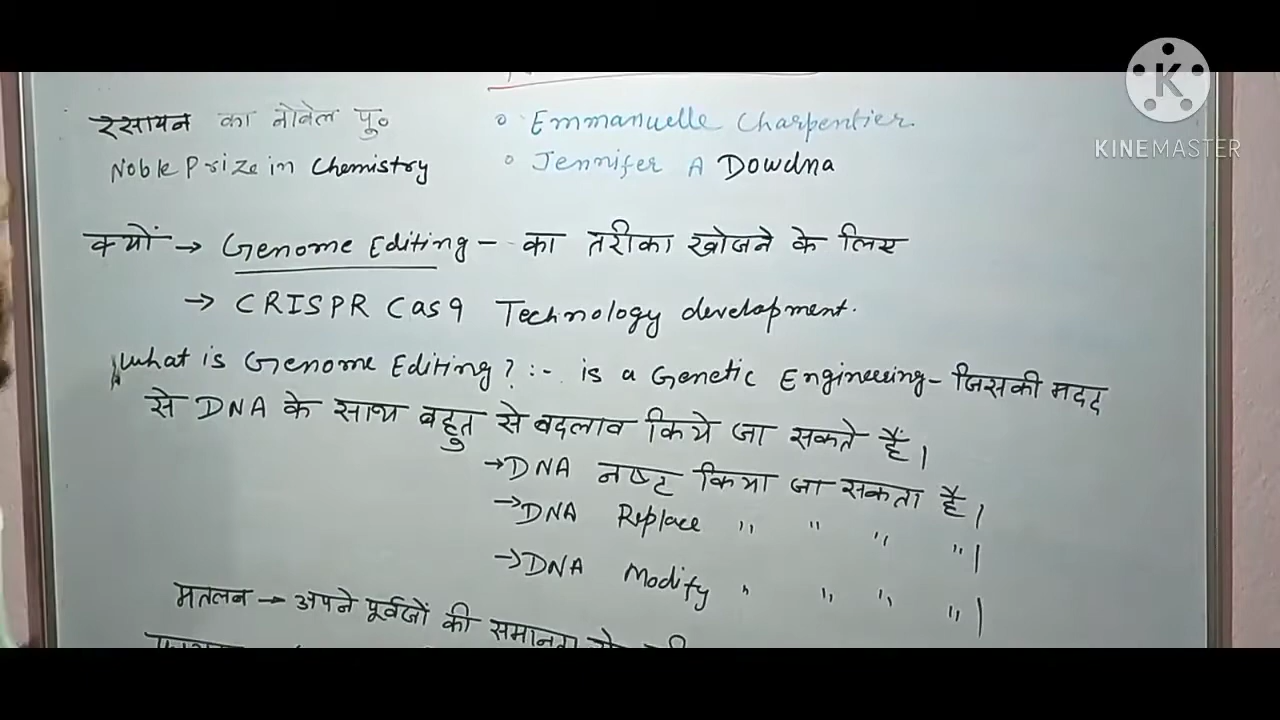 रसायन का नोबेल पु०
Noble Prize in Chemistry
• Emmanuelle Charpentier.
• Jennifer A Dowdna
क्यों → Genome Editing - का तरीका खोजने के लिए
→ CRISPR Cas9 Technology development.
What is Genome Editing? :- is a Genetic Engineering - जिसकी मदद
से DNA के साथ बहुत से बदलाव किये जा सकते हैं।
→ DNA नष्ट किया जा सकता है।
→ DNA Replace " " " "।
→ DNA Modify " " " "।
मतलब → अपने पूर्वजों की समानता
KINEMASTER